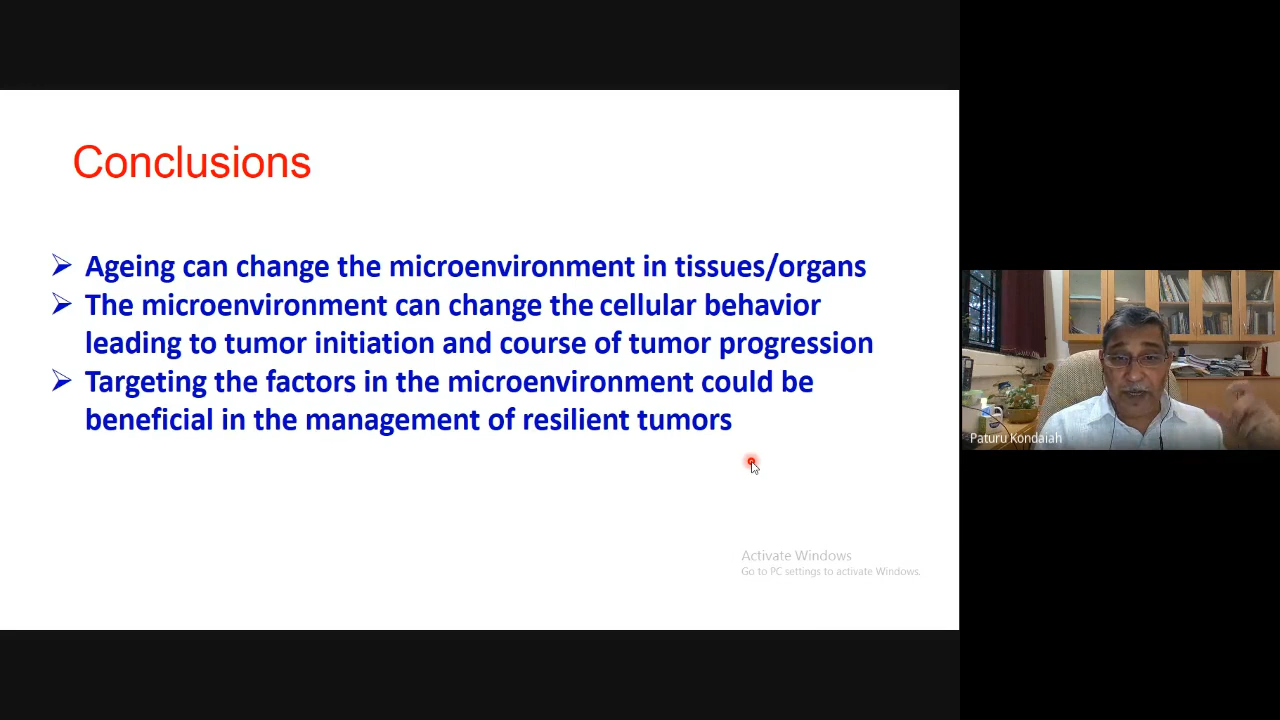 Conclusions
➢ Ageing can change the microenvironment in tissues/organs
➢ The microenvironment can change the cellular behavior
leading to tumor initiation and course of tumor progression
➢ Targeting the factors in the microenvironment could be
beneficial in the management of resilient tumors
Activate Windows
Go to PC settings to activate Windows.
Paturu Kondaiah